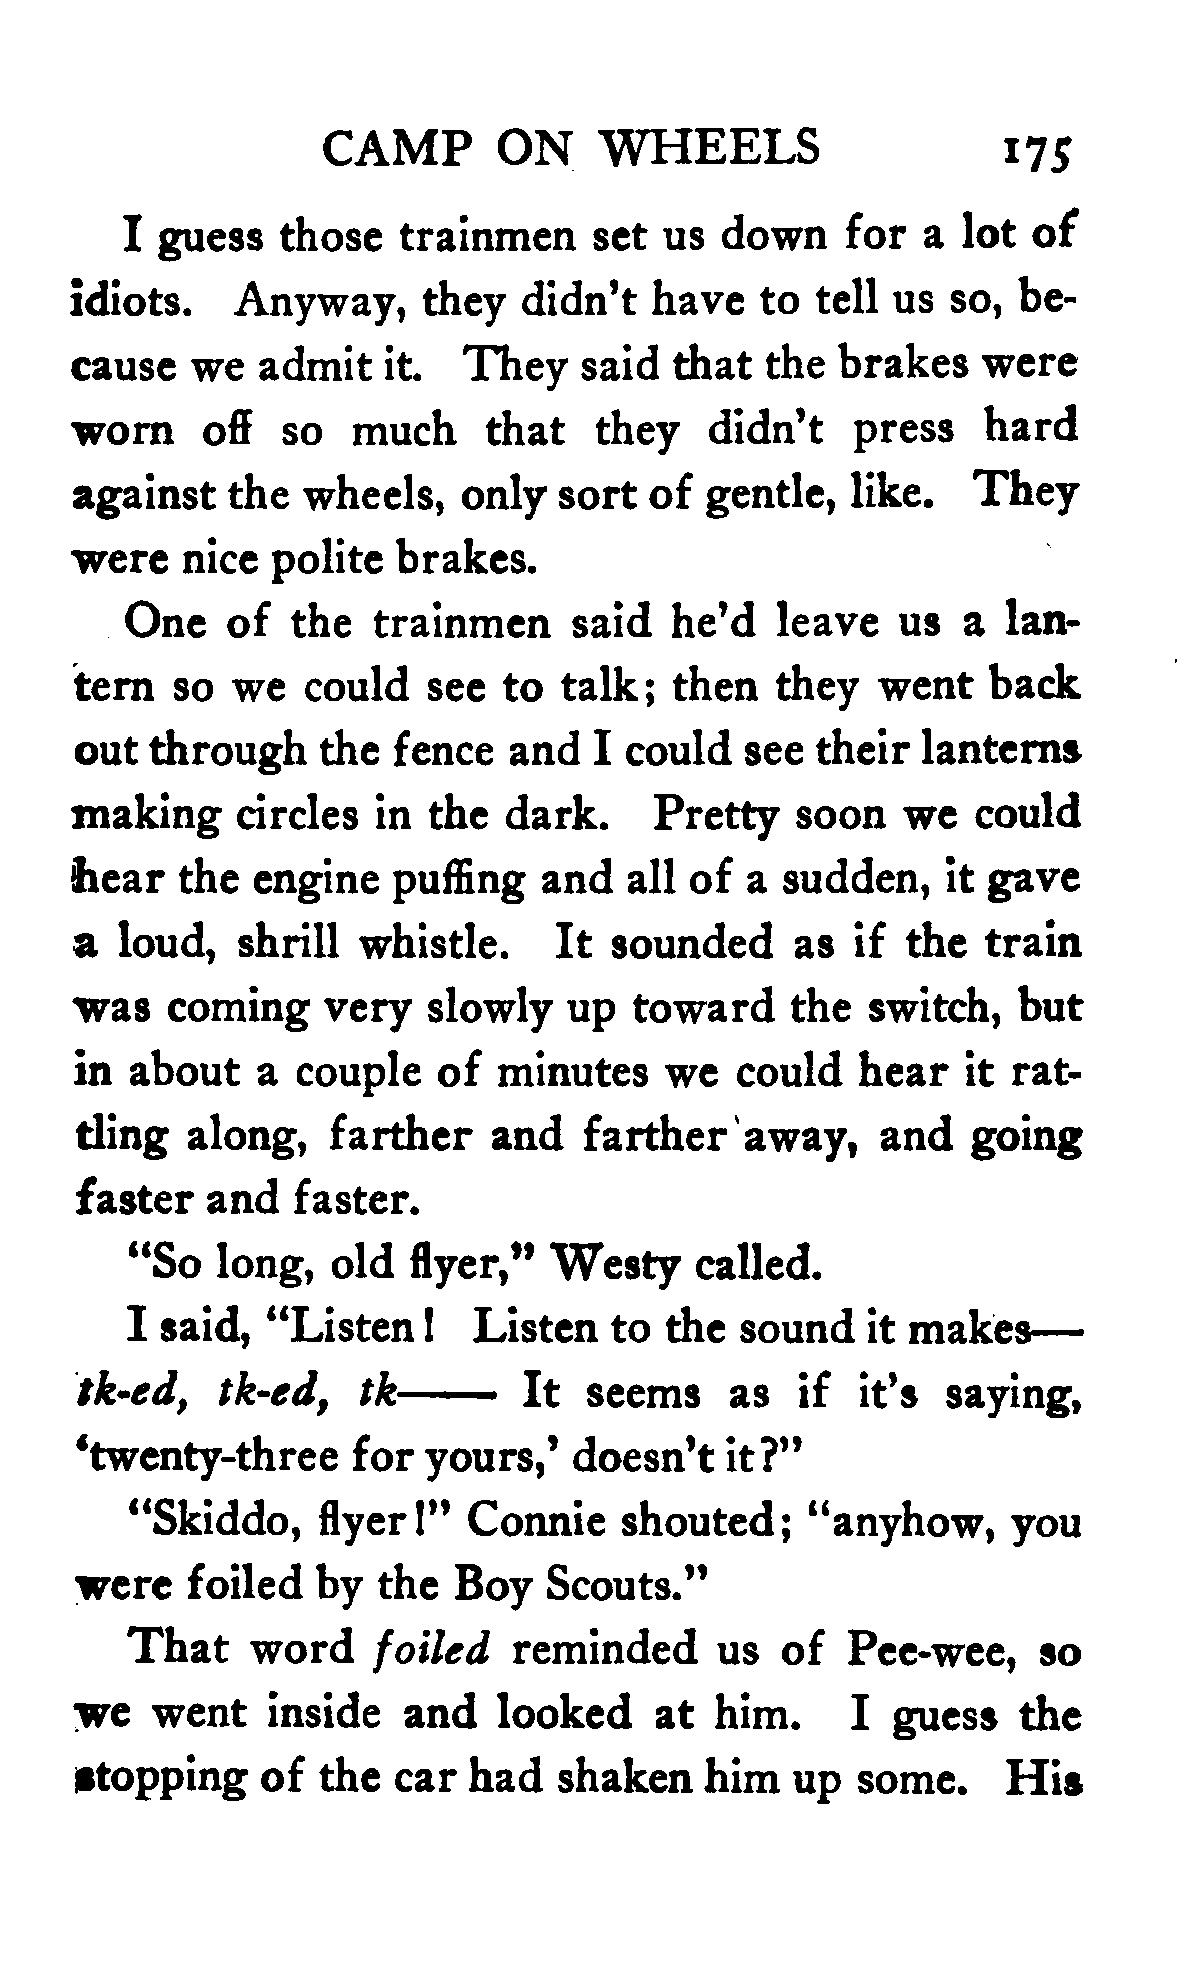 CAMP ON WHEELS 175
I guess those trainmen set us down for a lot of
idiots. Anyway, they didn't have to tell us so, be-
cause we admit it. They said that the brakes were
worn off so much that they didn't press hard
against the wheels, only sort of gentle, like. They
were nice polite brakes.
One of the trainmen said he'd leave us a lan-
tern so we could see to talk; then they went back
out through the fence and I could see their lanterns
making circles in the dark. Pretty soon we could
hear the engine puffing and all of a sudden, it gave
a loud, shrill whistle. It sounded as if the train
was coming very slowly up toward the switch, but
in about a couple of minutes we could hear it rat-
tling along, farther and farther away, and going
faster and faster.
"So long, old flyer," Westy called.
I said, "Listen! Listen to the sound it makes—
tk-ed, tk-ed, tk—— It seems as if it's saying,
'twenty-three for yours,' doesn't it?"
"Skiddo, flyer!" Connie shouted; "anyhow, you
were foiled by the Boy Scouts."
That word foiled reminded us of Pee-wee, so
we went inside and looked at him. I guess the
stopping of the car had shaken him up some. His